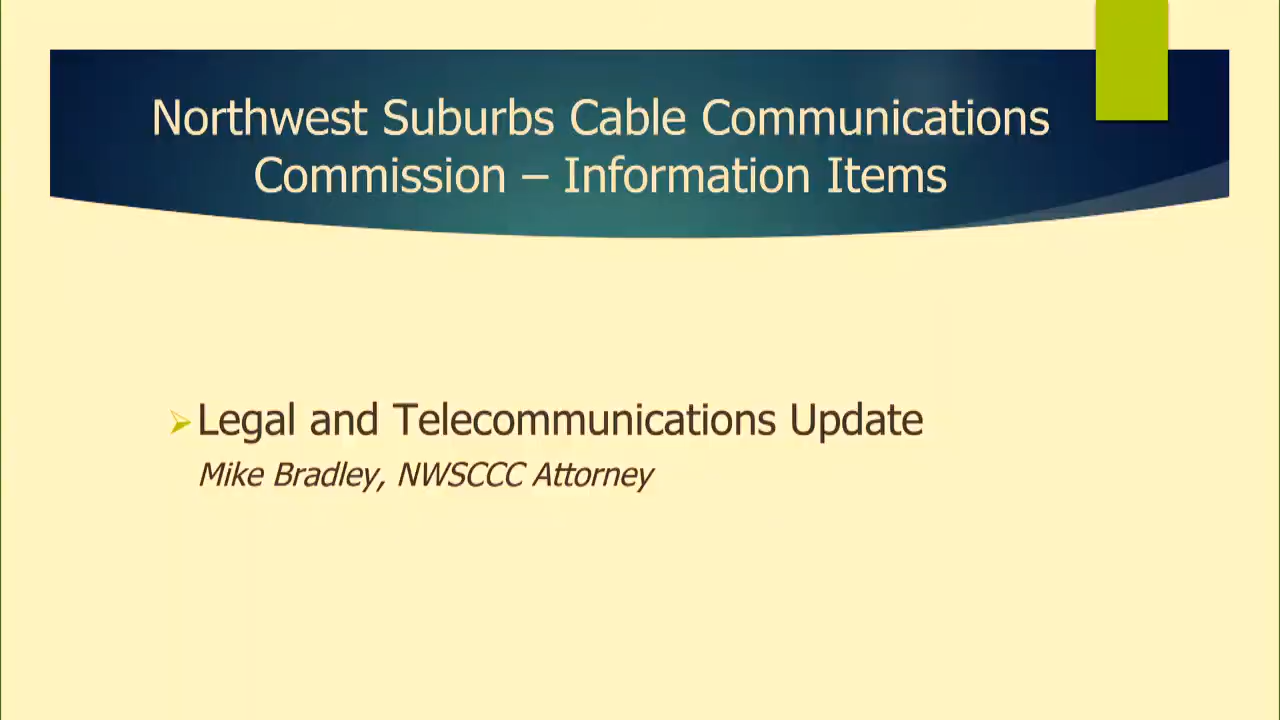 Northwest Suburbs Cable Communications
Commission – Information Items
Legal and Telecommunications Update
Mike Bradley, NWSCCC Attorney